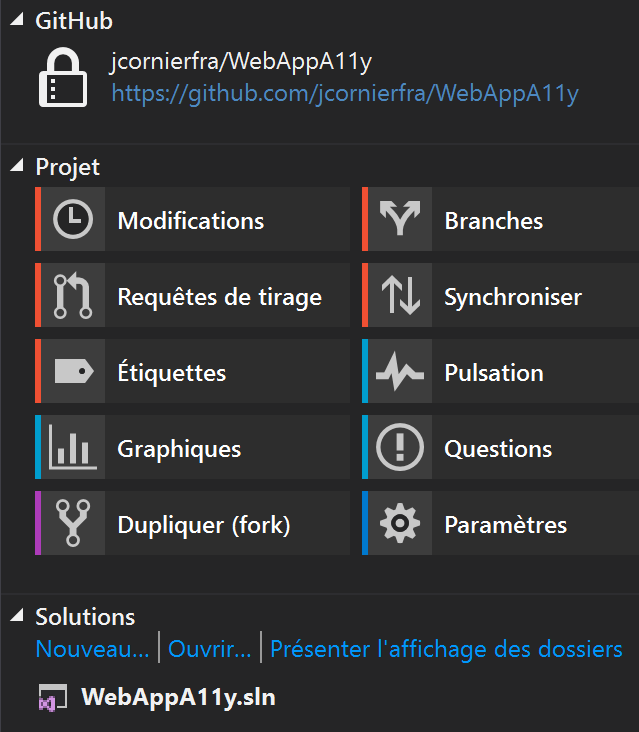 GitHub
jcornierfra/WebAppA11y
https://github.com/jcornierfra/WebAppA11y
Projet
Modifications
Branches
Requêtes de tirage
Synchroniser
Étiquettes
Pulsation
Graphiques
Questions
Dupliquer (fork)
Paramètres
Solutions
Nouveau... | Ouvrir... | Présenter l'affichage des dossiers
WebAppA11y.sln